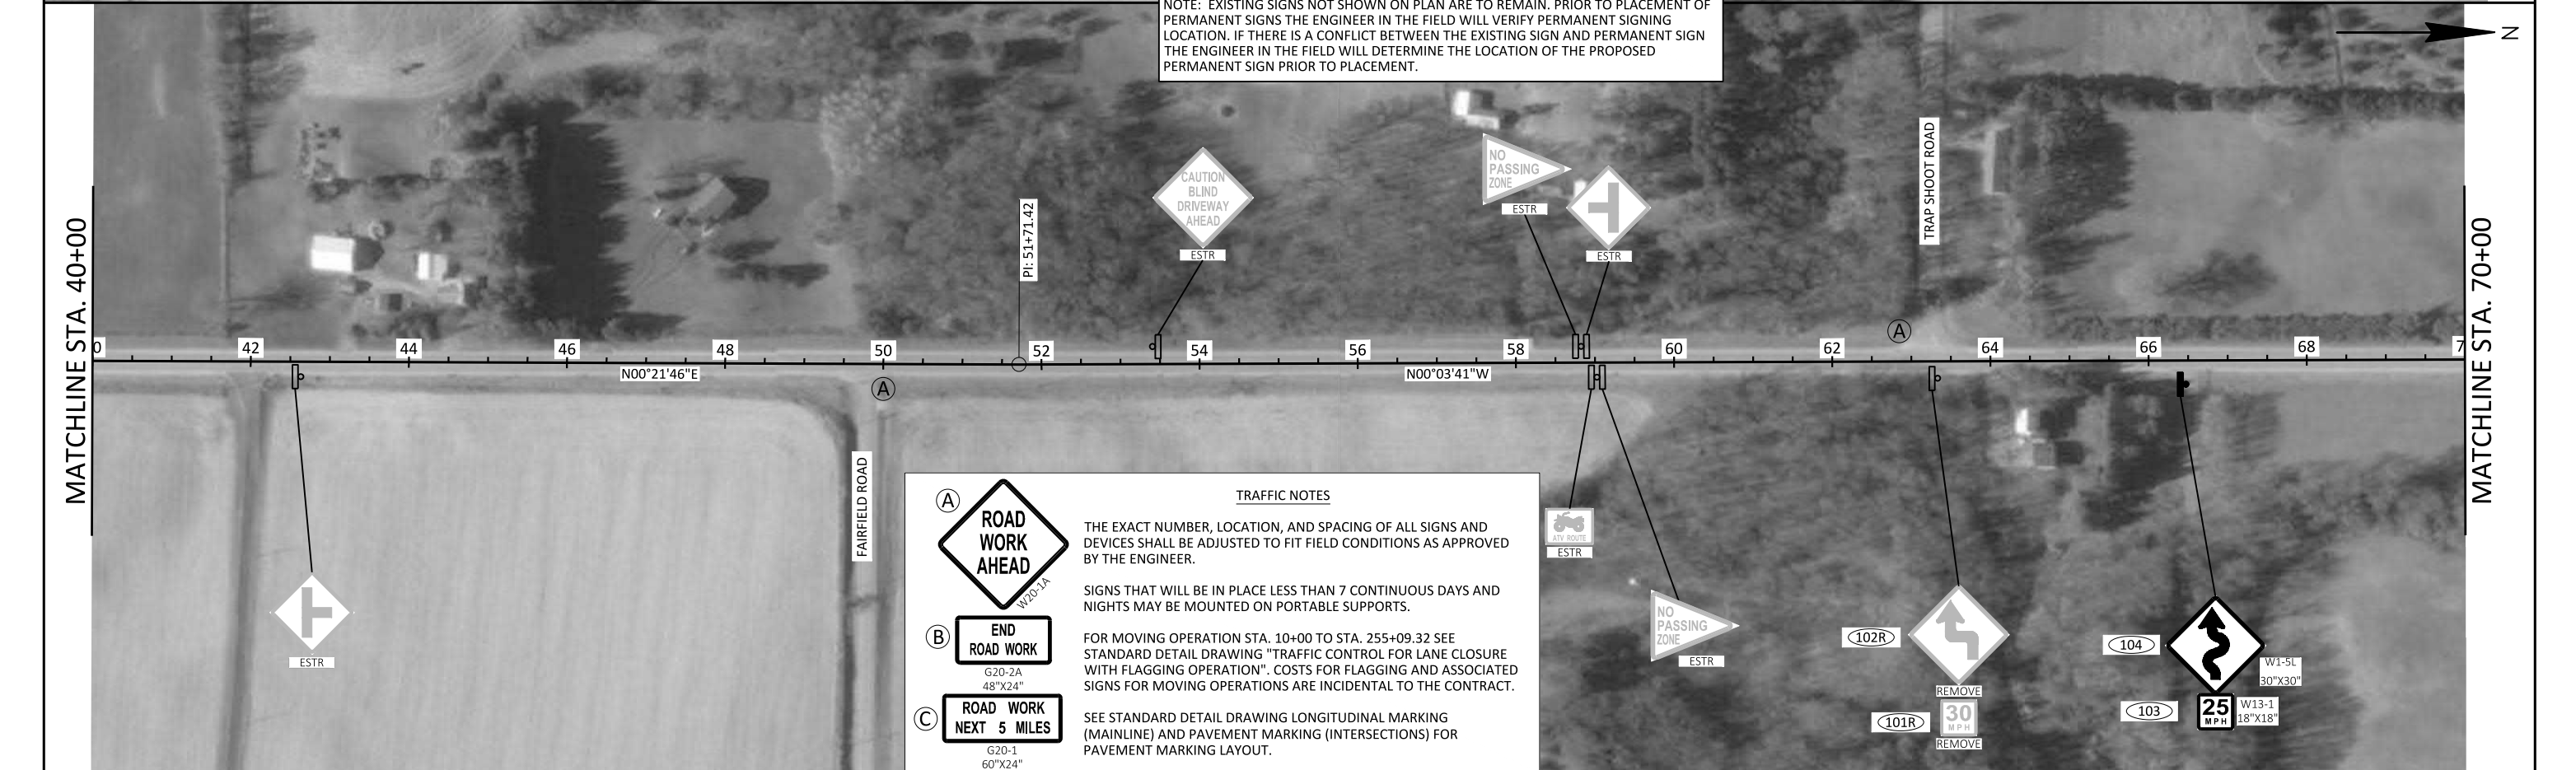 NOTE: EXISTING SIGNS NOT SHOWN ON PLAN ARE TO REMAIN. PRIOR TO PLACEMENT OF
PERMANENT SIGNS THE ENGINEER IN THE FIELD WILL VERIFY PERMANENT SIGNING
LOCATION. IF THERE IS A CONFLICT BETWEEN THE EXISTING SIGN AND PERMANENT SIGN
THE ENGINEER IN THE FIELD WILL DETERMINE THE LOCATION OF THE PROPOSED
PERMANENT SIGN PRIOR TO PLACEMENT.
N
MATCHLINE STA. 40+00
PI: 51+71.42
CAUTION
BLIND
DRIVEWAY
AHEAD
ESTR
NO
PASSING
ZONE
ESTR
ESTR
TRAP SHOOT ROAD
MATCHLINE STA. 70+00
A
0 42 44 46 48 50 52 54 56 58 60 62 64 66 68 7
N00°21'46"E
N00°03'41"W
A
FAIRFIELD ROAD
ESTR
A
ROAD
WORK
AHEAD
W20-1A
B
END
ROAD WORK
G20-2A
48"X24"
C
ROAD WORK
NEXT 5 MILES
G20-1
60"X24"
TRAFFIC NOTES
THE EXACT NUMBER, LOCATION, AND SPACING OF ALL SIGNS AND
DEVICES SHALL BE ADJUSTED TO FIT FIELD CONDITIONS AS APPROVED
BY THE ENGINEER.
SIGNS THAT WILL BE IN PLACE LESS THAN 7 CONTINUOUS DAYS AND
NIGHTS MAY BE MOUNTED ON PORTABLE SUPPORTS.
FOR MOVING OPERATION STA. 10+00 TO STA. 255+09.32 SEE
STANDARD DETAIL DRAWING "TRAFFIC CONTROL FOR LANE CLOSURE
WITH FLAGGING OPERATION". COSTS FOR FLAGGING AND ASSOCIATED
SIGNS FOR MOVING OPERATIONS ARE INCIDENTAL TO THE CONTRACT.
SEE STANDARD DETAIL DRAWING LONGITUDINAL MARKING
(MAINLINE) AND PAVEMENT MARKING (INTERSECTIONS) FOR
PAVEMENT MARKING LAYOUT.
ATV ROUTE
ESTR
NO
PASSING
ZONE
ESTR
102R
REMOVE
101R
30
MPH
REMOVE
104
W1-5L
30"X30"
103
25
MPH
W13-1
18"X18"